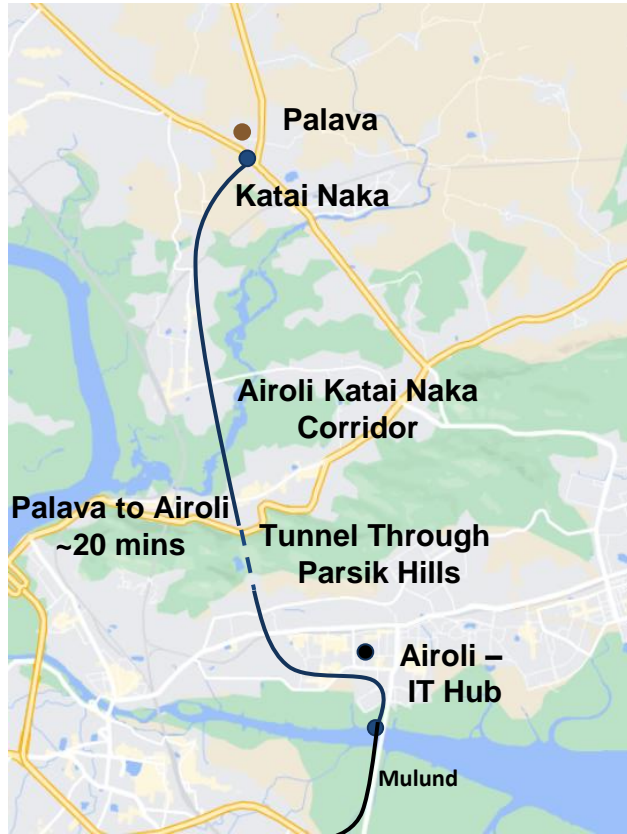 Palava
Katai Naka
Airoli Katai Naka
Corridor
Palava to Airoli
~20 mins
Tunnel Through
Parsik Hills
Airoli –
IT Hub
Mulund